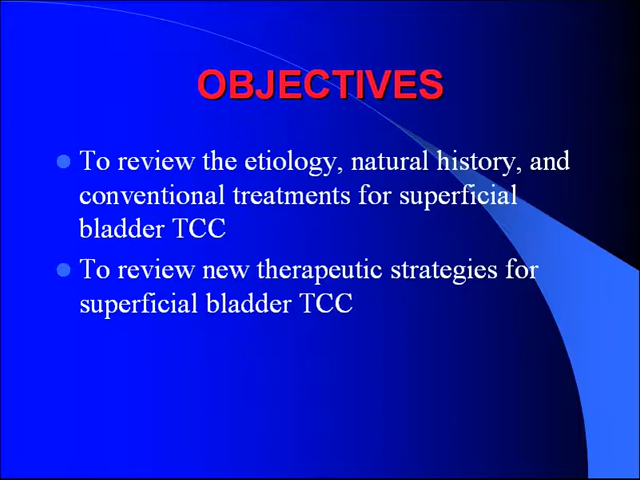 OBJECTIVES
To review the etiology, natural history, and
conventional treatments for superficial
bladder TCC
To review new therapeutic strategies for
superficial bladder TCC